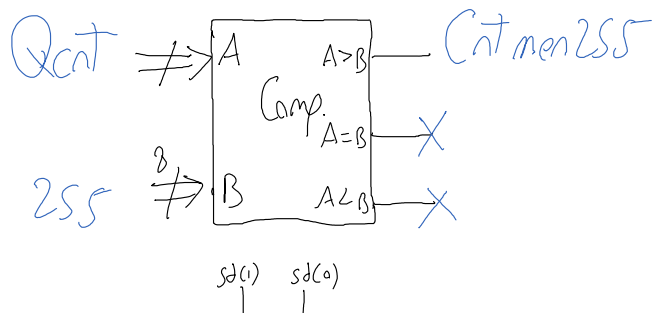 Qcnt A A>B Cntmen255
Comp.
A=B X
8
255 B A<B X
sd(1) sd(0)